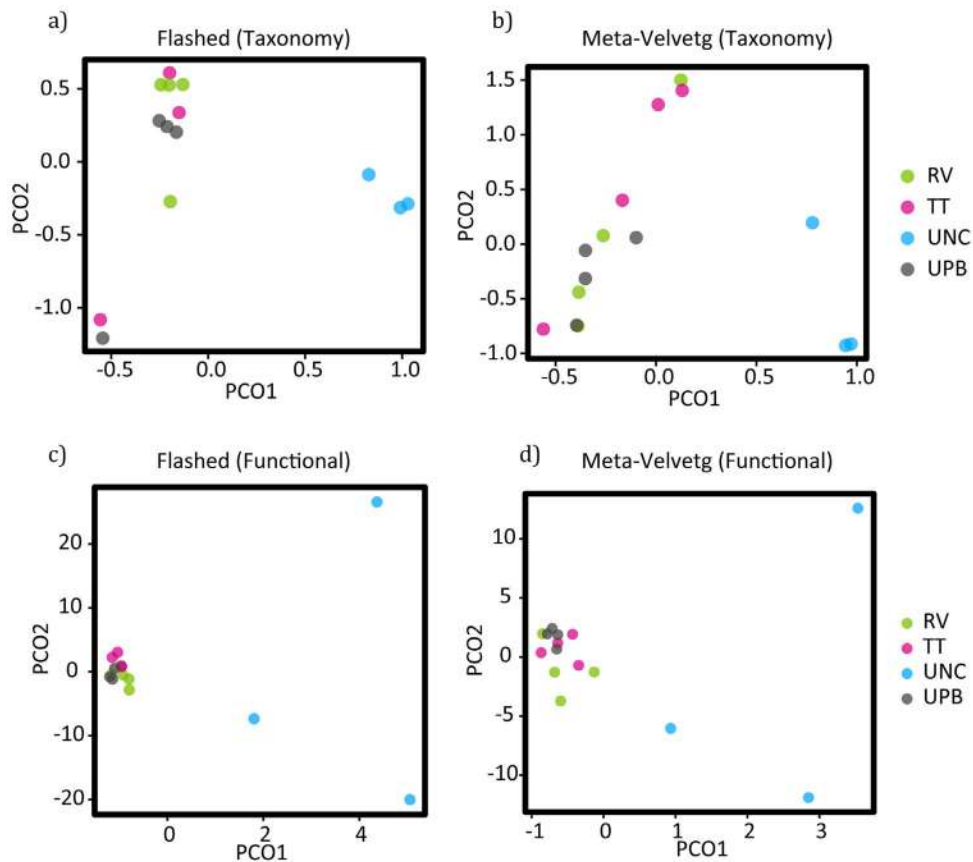 a)
Flashed (Taxonomy)
0.5
0.0
-0.5
-1.0
PCO2
-0.5
0.0
0.5
1.0
PCO1
b)
Meta-Velvetg (Taxonomy)
1.5
1.0
0.5
0.0
-0.5
-1.0
PCO2
-0.5
0.0
0.5
1.0
PCO1
RV
TT
UNC
UPB
c)
Flashed (Functional)
20
10
0
-10
-20
PCO2
0
2
4
PCO1
d)
Meta-Velvetg (Functional)
10
5
0
-5
-10
PCO2
-1
0
1
2
3
PCO1
RV
TT
UNC
UPB